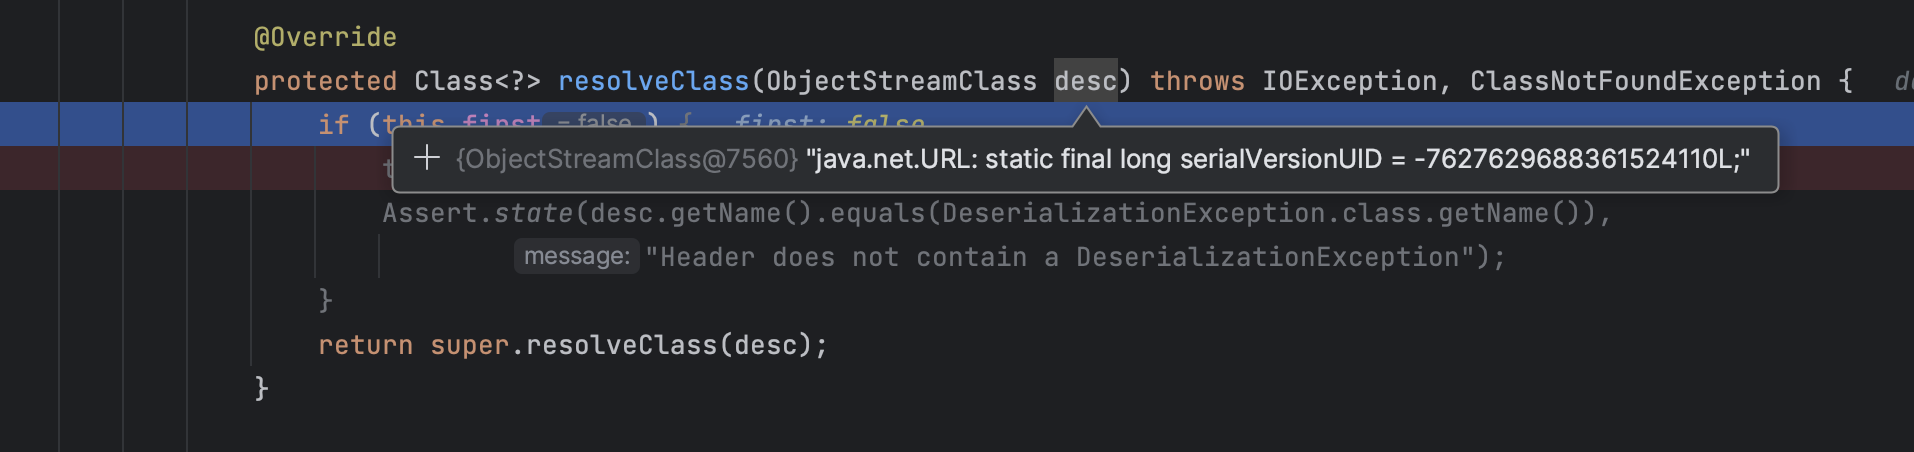 @Override
protected Class<?> resolveClass(ObjectStreamClass desc) throws IOException, ClassNotFoundException {
if (this.first = false ) { first: false
{ObjectStreamClass@7560} "java.net.URL: static final long serialVersionUID = -7627629688361524110L;"
Assert.state(desc.getName().equals(DeserializationException.class.getName()),
message: "Header does not contain a DeserializationException");
}
return super.resolveClass(desc);
}